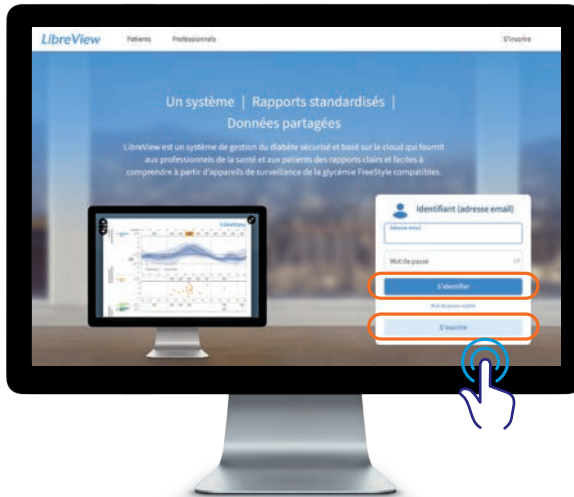 LibreView
Patients
Professionnels
S'inscrire
Un système | Rapports standardisés |
Données partagées
LibreView est un système de gestion du diabète sécurisé et basé sur le cloud qui fournit
aux professionnels de la santé et aux patients des rapports clairs et faciles à
comprendre à partir d'appareils de surveillance de la glycémie FreeStyle compatibles.
LibreView
Identifiant (adresse email)
Adresse email
Mot de passe
S'identifier
Mot de passe oublié
S'inscrire